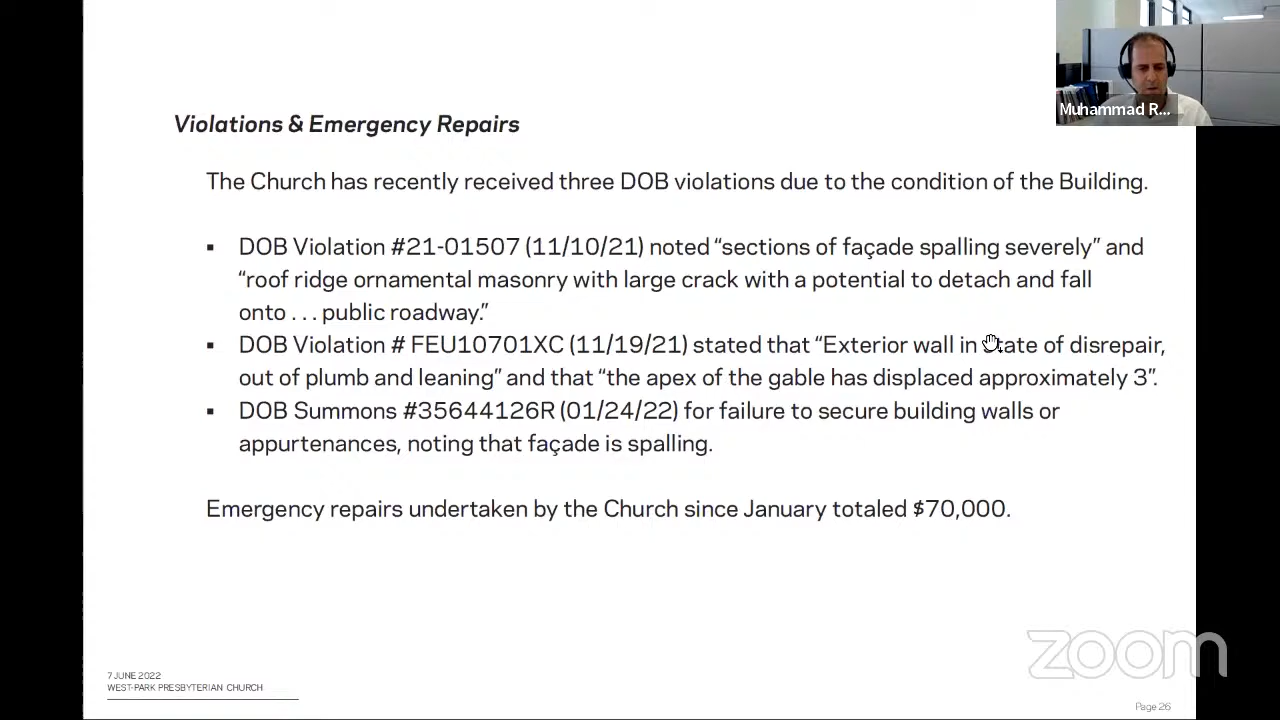 Muhammad R...
Violations & Emergency Repairs
The Church has recently received three DOB violations due to the condition of the Building.
▪ DOB Violation #21-01507 (11/10/21) noted “sections of façade spalling severely” and
“roof ridge ornamental masonry with large crack with a potential to detach and fall
onto . . . public roadway.”
▪ DOB Violation # FEU10701XC (11/19/21) stated that “Exterior wall in state of disrepair,
out of plumb and leaning” and that “the apex of the gable has displaced approximately 3”.
▪ DOB Summons #35644126R (01/24/22) for failure to secure building walls or
appurtenances, noting that façade is spalling.
Emergency repairs undertaken by the Church since January totaled $70,000.
zoom
7 JUNE 2022
WEST-PARK PRESBYTERIAN CHURCH
Page 26